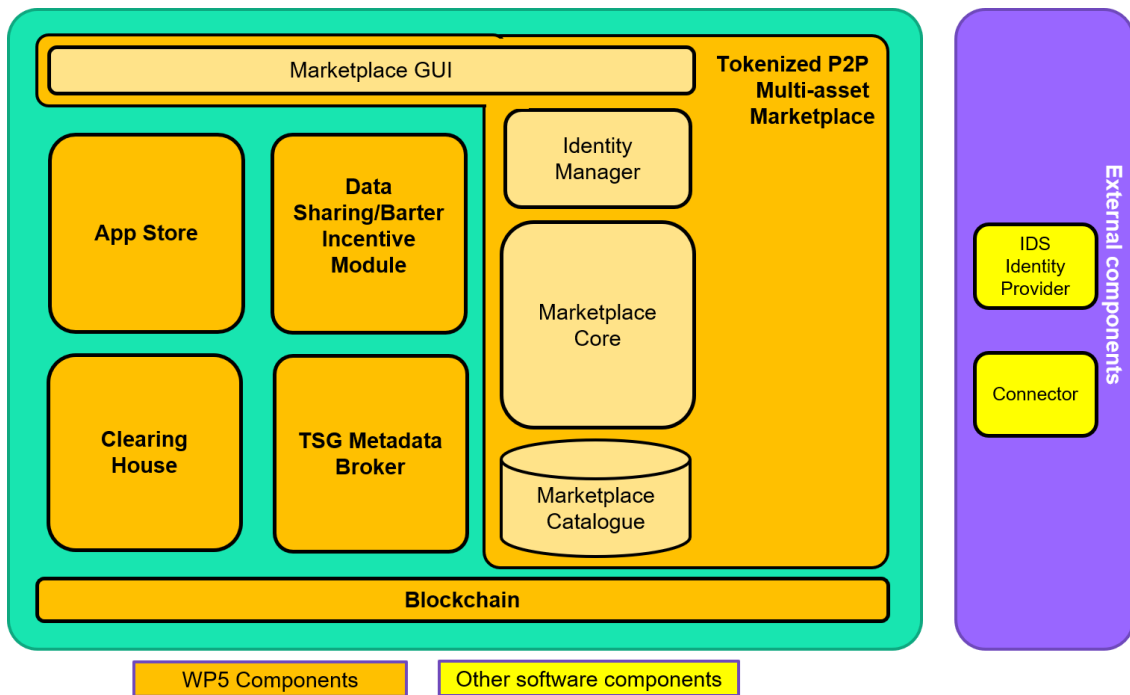 Marketplace GUI
Tokenized P2P
Multi-asset
Marketplace
Identity
Manager
App Store
Data
Sharing/Barter
Incentive
Module
Marketplace
Core
Clearing
House
TSG Metadata
Broker
Marketplace
Catalogue
Blockchain
External components
IDS
Identity
Provider
Connector
WP5 Components
Other software components